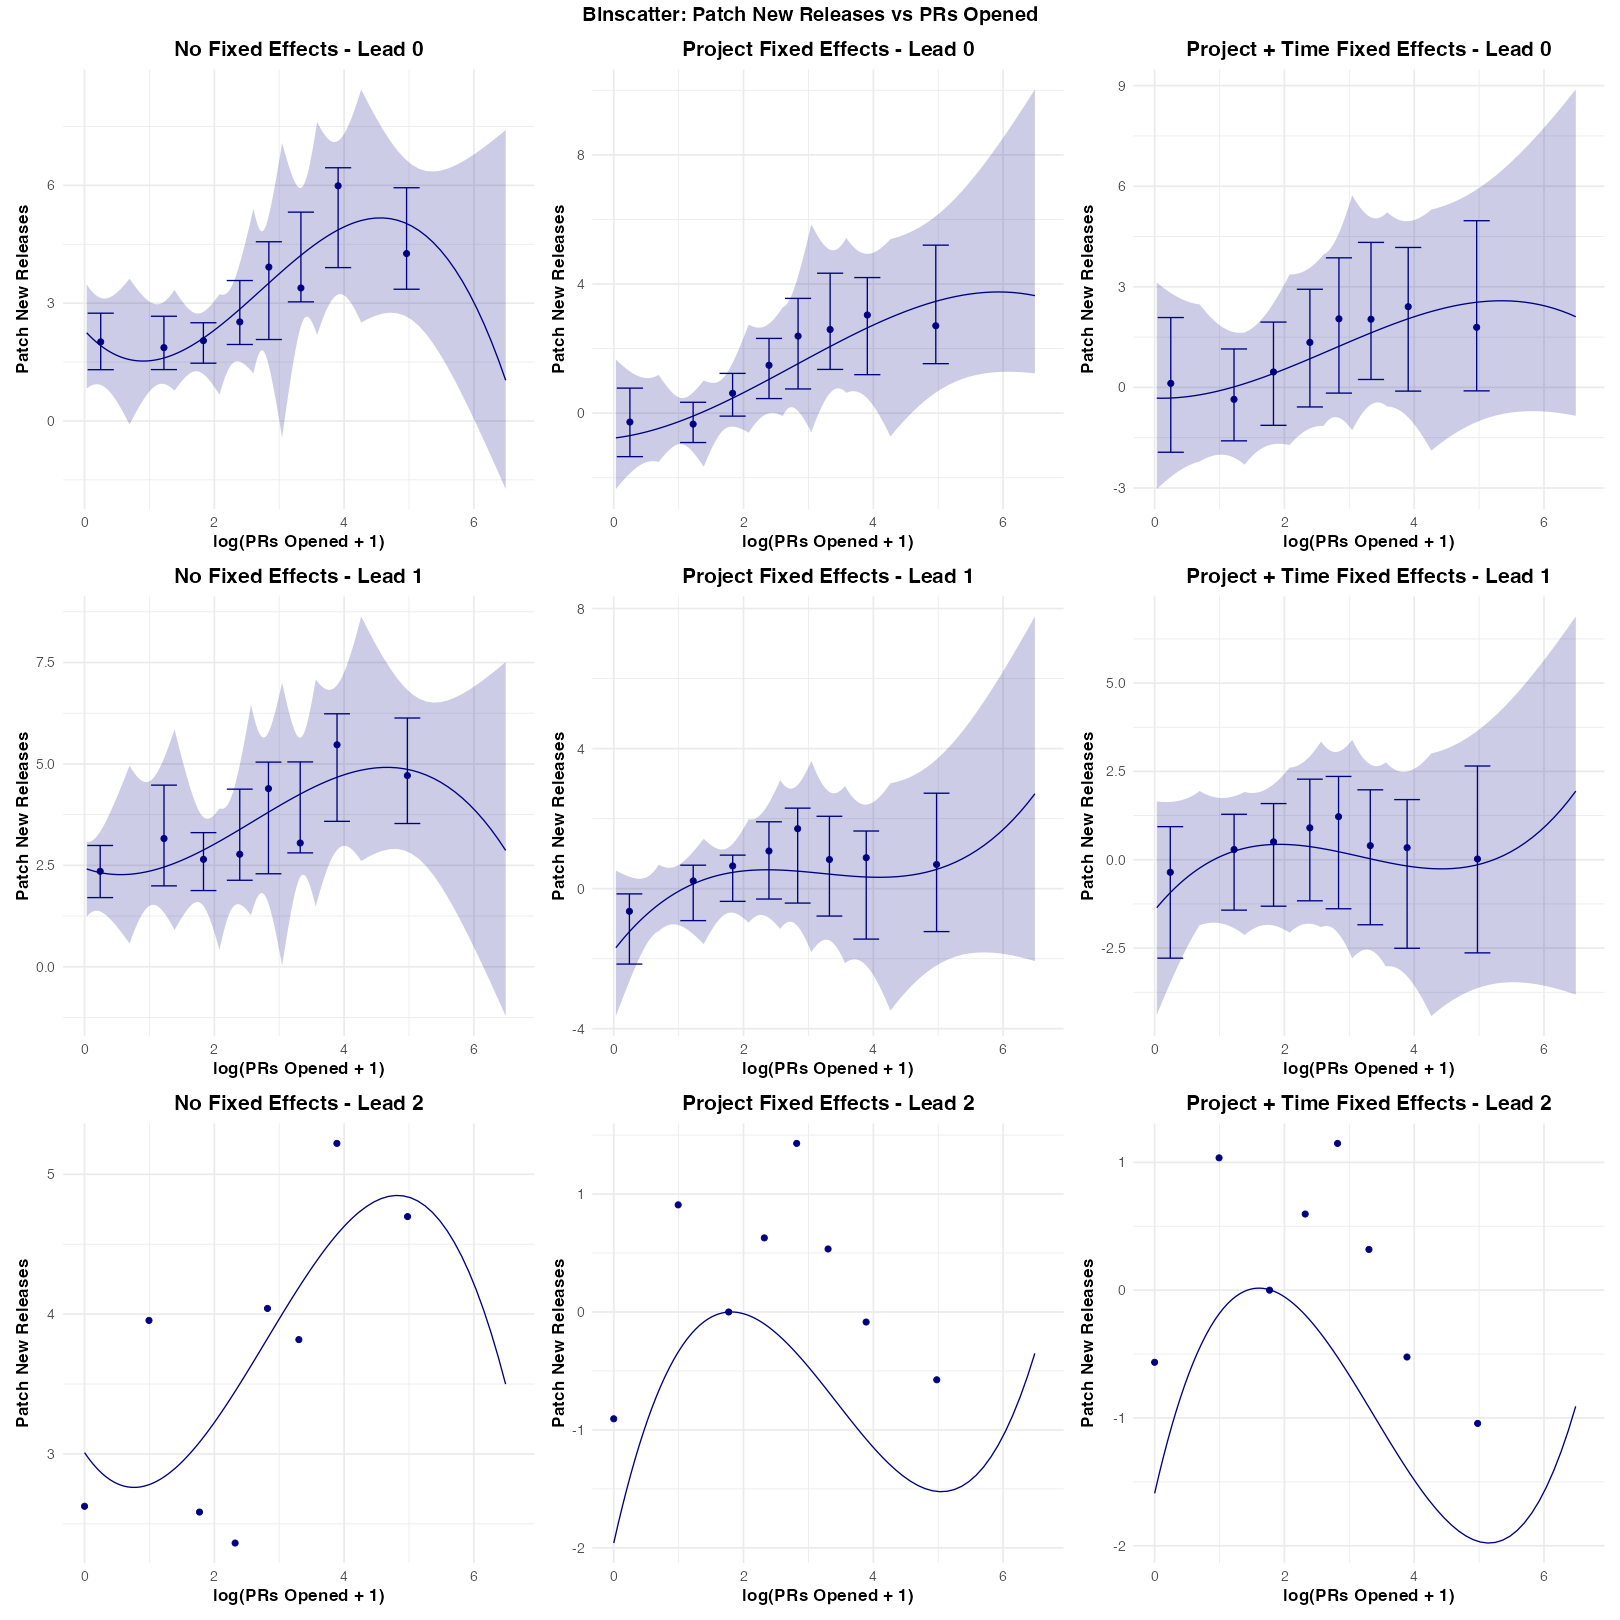 BInscatter: Patch New Releases vs PRs Opened
No Fixed Effects - Lead 0
Patch New Releases
6
3
0
0 2 4 6
log(PRs Opened + 1)
Project Fixed Effects - Lead 0
Patch New Releases
8
4
0
0 2 4 6
log(PRs Opened + 1)
Project + Time Fixed Effects - Lead 0
Patch New Releases
9
6
3
0
-3
0 2 4 6
log(PRs Opened + 1)
No Fixed Effects - Lead 1
Patch New Releases
7.5
5.0
2.5
0.0
0 2 4 6
log(PRs Opened + 1)
Project Fixed Effects - Lead 1
Patch New Releases
8
4
0
-4
0 2 4 6
log(PRs Opened + 1)
Project + Time Fixed Effects - Lead 1
Patch New Releases
5.0
2.5
0.0
-2.5
0 2 4 6
log(PRs Opened + 1)
No Fixed Effects - Lead 2
Patch New Releases
5
4
3
0 2 4 6
log(PRs Opened + 1)
Project Fixed Effects - Lead 2
Patch New Releases
1
0
-1
-2
0 2 4 6
log(PRs Opened + 1)
Project + Time Fixed Effects - Lead 2
Patch New Releases
1
0
-1
-2
0 2 4 6
log(PRs Opened + 1)